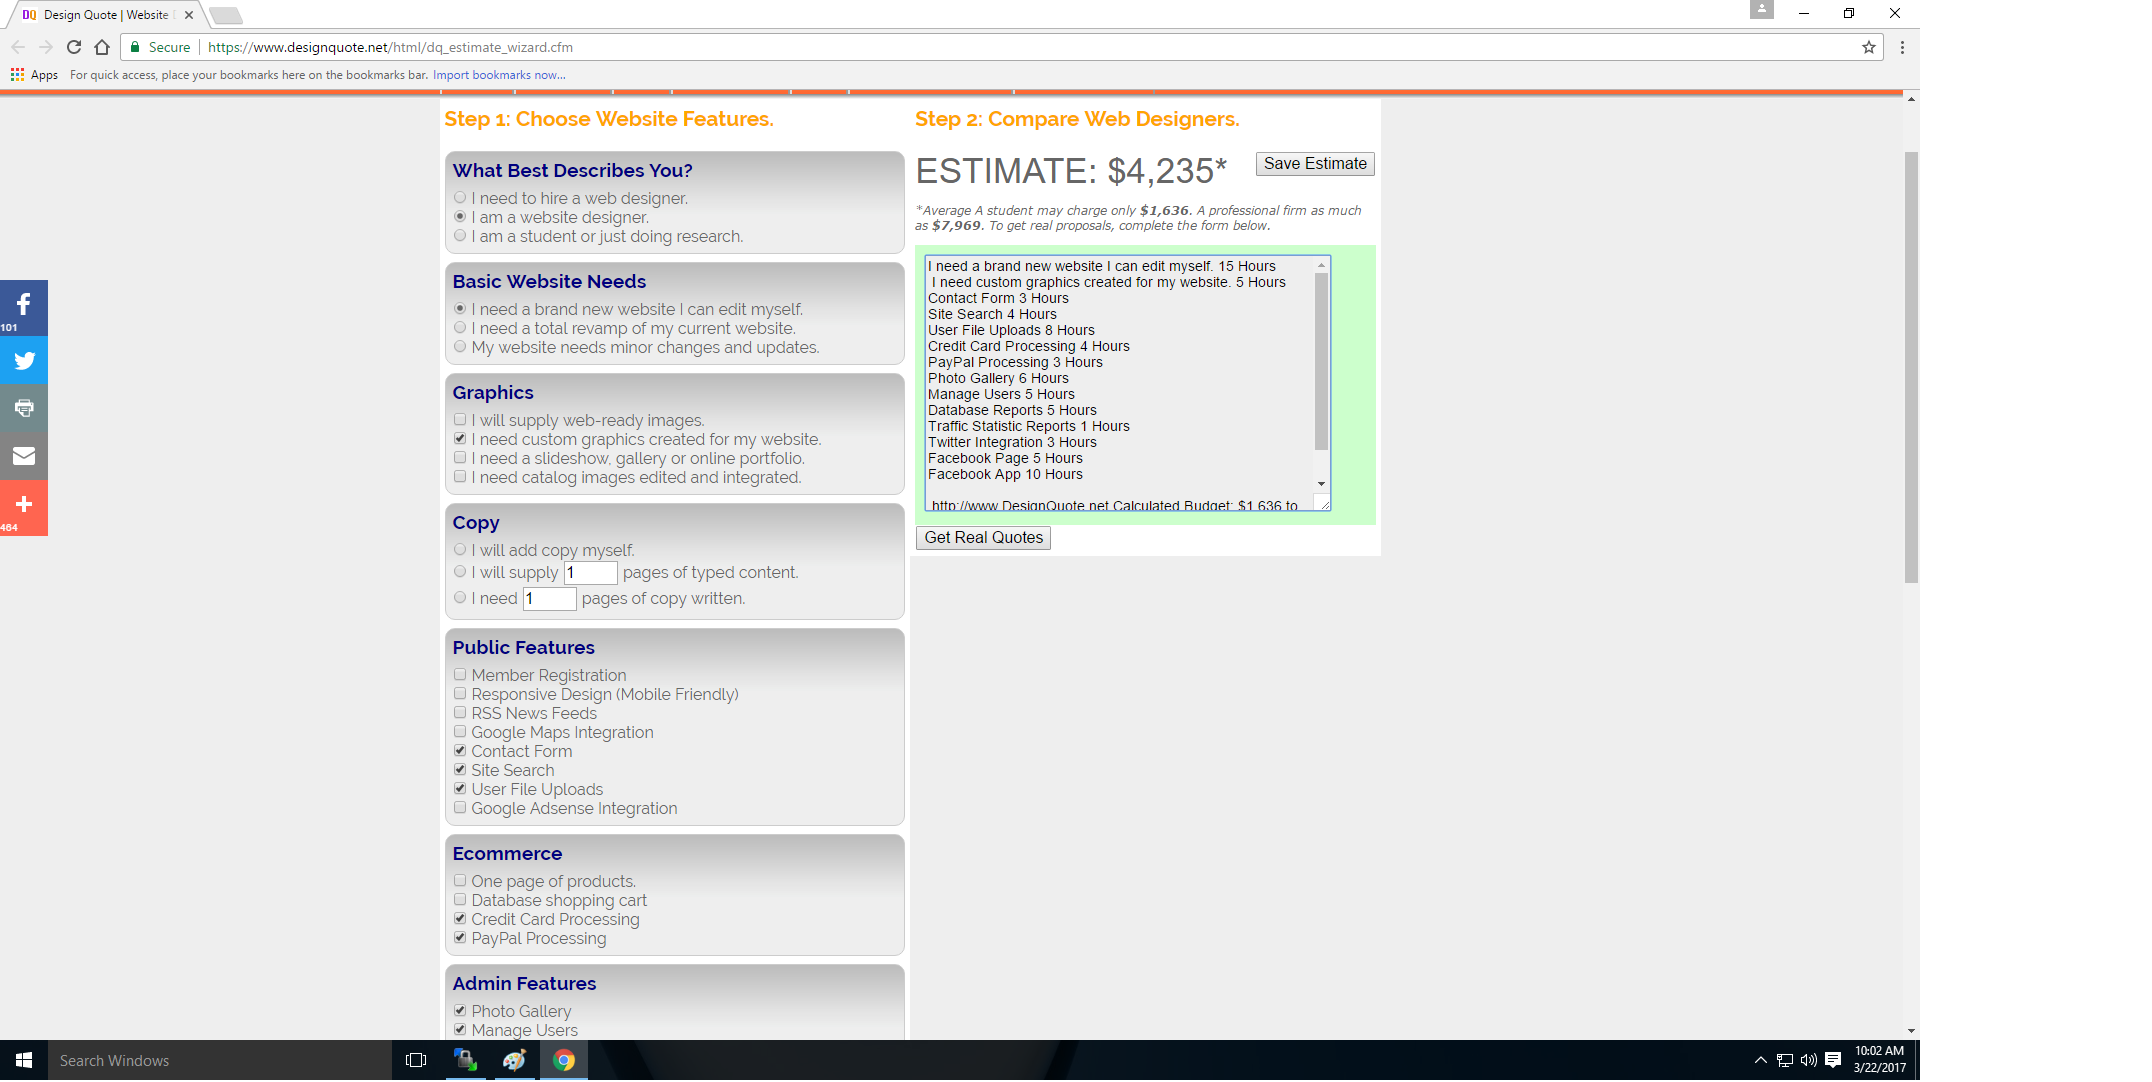 Design Quote | Website
Secure https://www.designquote.net/html/dq_estimate_wizard.cfm
Apps For quick access, place your bookmarks here on the bookmarks bar. Import bookmarks now...
Step 1: Choose Website Features.
What Best Describes You?
I need to hire a web designer.
I am a website designer.
I am a student or just doing research.
Basic Website Needs
I need a brand new website I can edit myself.
I need a total revamp of my current website.
My website needs minor changes and updates.
Graphics
I will supply web-ready images.
I need custom graphics created for my website.
I need a slideshow, gallery or online portfolio.
I need catalog images edited and integrated.
Copy
I will add copy myself.
I will supply 1 pages of typed content.
I need 1 pages of copy written.
Public Features
Member Registration
Responsive Design (Mobile Friendly)
RSS News Feeds
Google Maps Integration
Contact Form
Site Search
User File Uploads
Google Adsense Integration
Ecommerce
One page of products.
Database shopping cart
Credit Card Processing
PayPal Processing
Admin Features
Photo Gallery
Manage Users
Step 2: Compare Web Designers.
ESTIMATE: $4,235*
Save Estimate
*Average A student may charge only $1,636. A professional firm as much
as $7,969. To get real proposals, complete the form below.
I need a brand new website I can edit myself. 15 Hours
I need custom graphics created for my website. 5 Hours
Contact Form 3 Hours
Site Search 4 Hours
User File Uploads 8 Hours
Credit Card Processing 4 Hours
PayPal Processing 3 Hours
Photo Gallery 6 Hours
Manage Users 5 Hours
Database Reports 5 Hours
Traffic Statistic Reports 1 Hours
Twitter Integration 3 Hours
Facebook Page 5 Hours
Facebook App 10 Hours
http://www.DesignQuote.net Calculated Budget: $1,636 to
Get Real Quotes
101
464
Search Windows
10:02 AM
3/22/2017